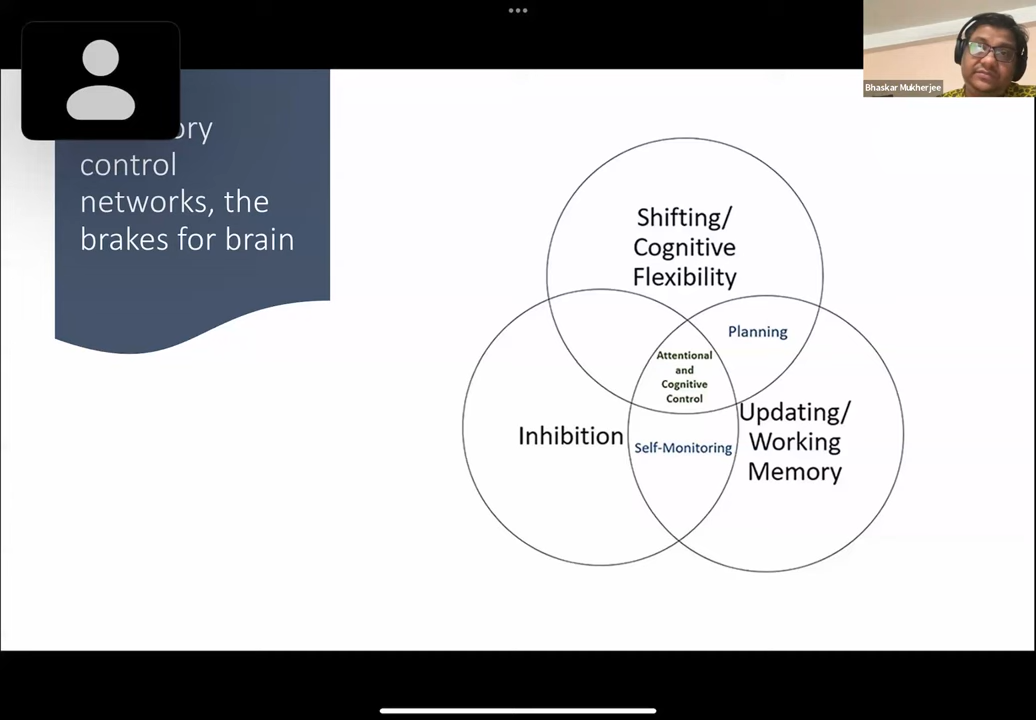 control
networks, the
brakes for brain
Bhaskar Mukherjee
Shifting/
Cognitive
Flexibility
Planning
Attentional
and
Cognitive
Control
Inhibition
Self-Monitoring
Updating/
Working
Memory